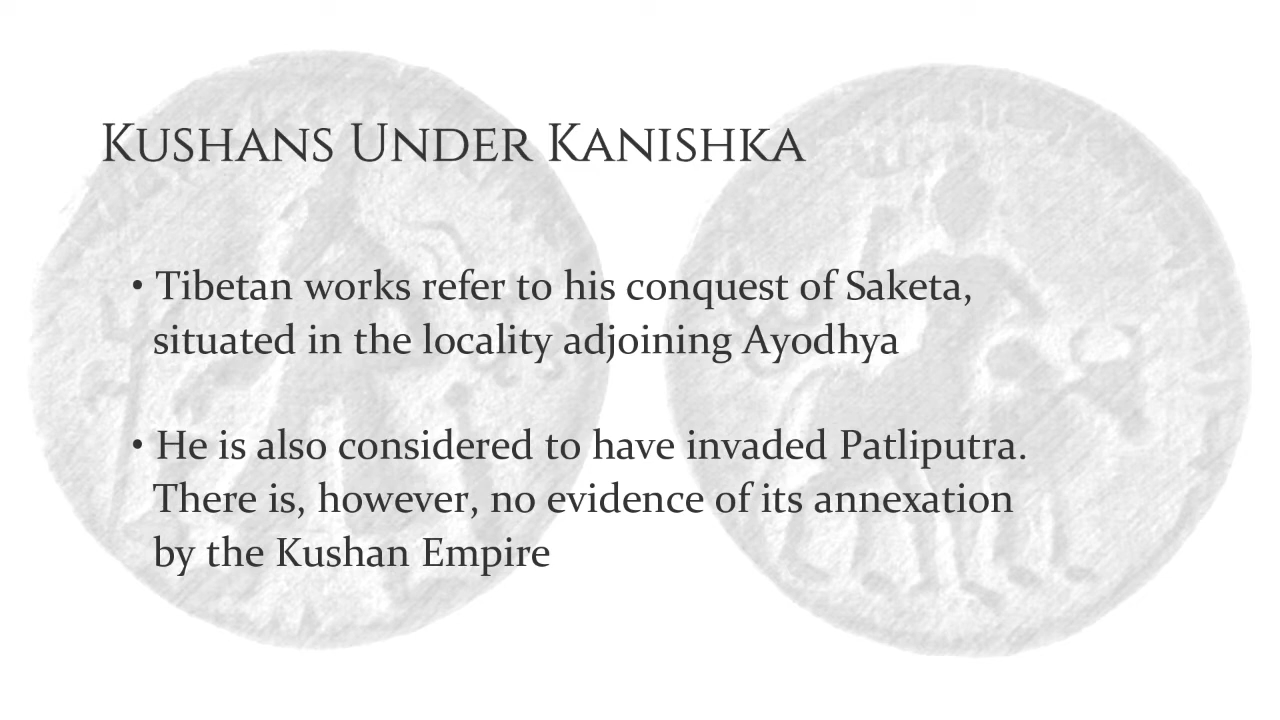 Kushans Under Kanishka
• Tibetan works refer to his conquest of Saketa,
situated in the locality adjoining Ayodhya
• He is also considered to have invaded Patliputra.
There is, however, no evidence of its annexation
by the Kushan Empire